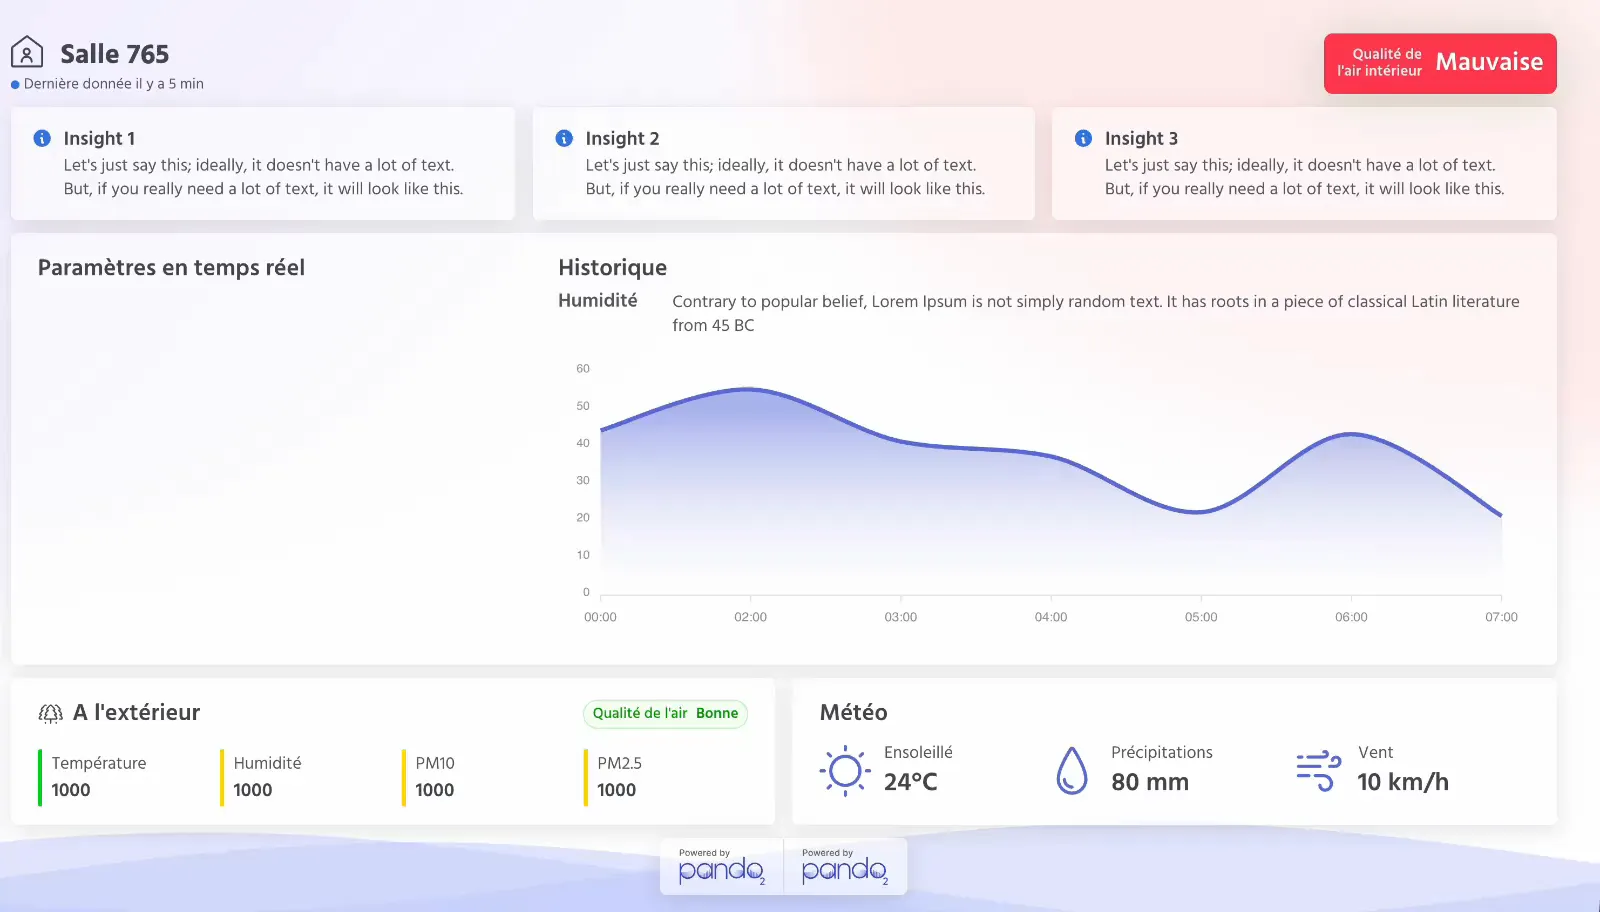 Salle 765
Dernière donnée il y a 5 min
Qualité de
l'air intérieur
Mauvaise
Insight 1
Let's just say this; ideally, it doesn't have a lot of text.
But, if you really need a lot of text, it will look like this.
Insight 2
Let's just say this; ideally, it doesn't have a lot of text.
But, if you really need a lot of text, it will look like this.
Insight 3
Let's just say this; ideally, it doesn't have a lot of text.
But, if you really need a lot of text, it will look like this.
Paramètres en temps réel
Historique
Humidité
Contrary to popular belief, Lorem Ipsum is not simply random text. It has roots in a piece of classical Latin literature
from 45 BC
60
50
40
30
20
10
0
00:00 02:00 03:00 04:00 05:00 06:00 07:00
A l'extérieur
Qualité de l'air Bonne
Température
1000
Humidité
1000
PM10
1000
PM2.5
1000
Météo
Ensoleillé
24°C
Précipitations
80 mm
Vent
10 km/h
Powered by
pando2
Powered by
pando2